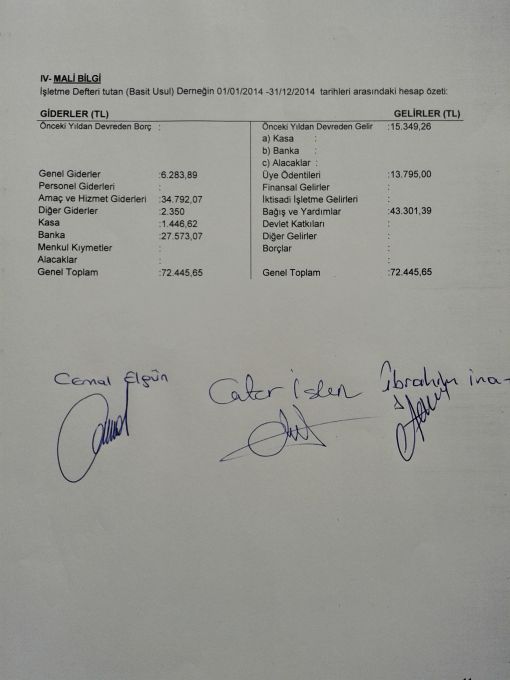 IV- MALİ BİLGİ
İşletme Defteri tutan (Basit Usul) Derneğin 01/01/2014 -31/12/2014 tarihleri arasındaki hesap özeti:
GİDERLER (TL) GELİRLER (TL)
Önceki Yıldan Devreden Borç : Önceki Yıldan Devreden Gelir :15.349,26
a) Kasa :
b) Banka :
c) Alacaklar :
Genel Giderler :6.283,89 Üye Ödentileri :13.795,00
Personel Giderleri : Finansal Gelirler :
Amaç ve Hizmet Giderleri :34.792,07 İktisadi İşletme Gelirleri :
Diğer Giderler :2.350 Bağış ve Yardımlar :43.301,39
Kasa :1.446,62 Devlet Katkıları :
Banka :27.573,07 Diğer Gelirler :
Menkul Kıymetler : Borçlar :
Alacaklar : :
Genel Toplam :72.445,65 Genel Toplam :72.445,65
Cemal Elgün Cafer İslen İbrahim ina